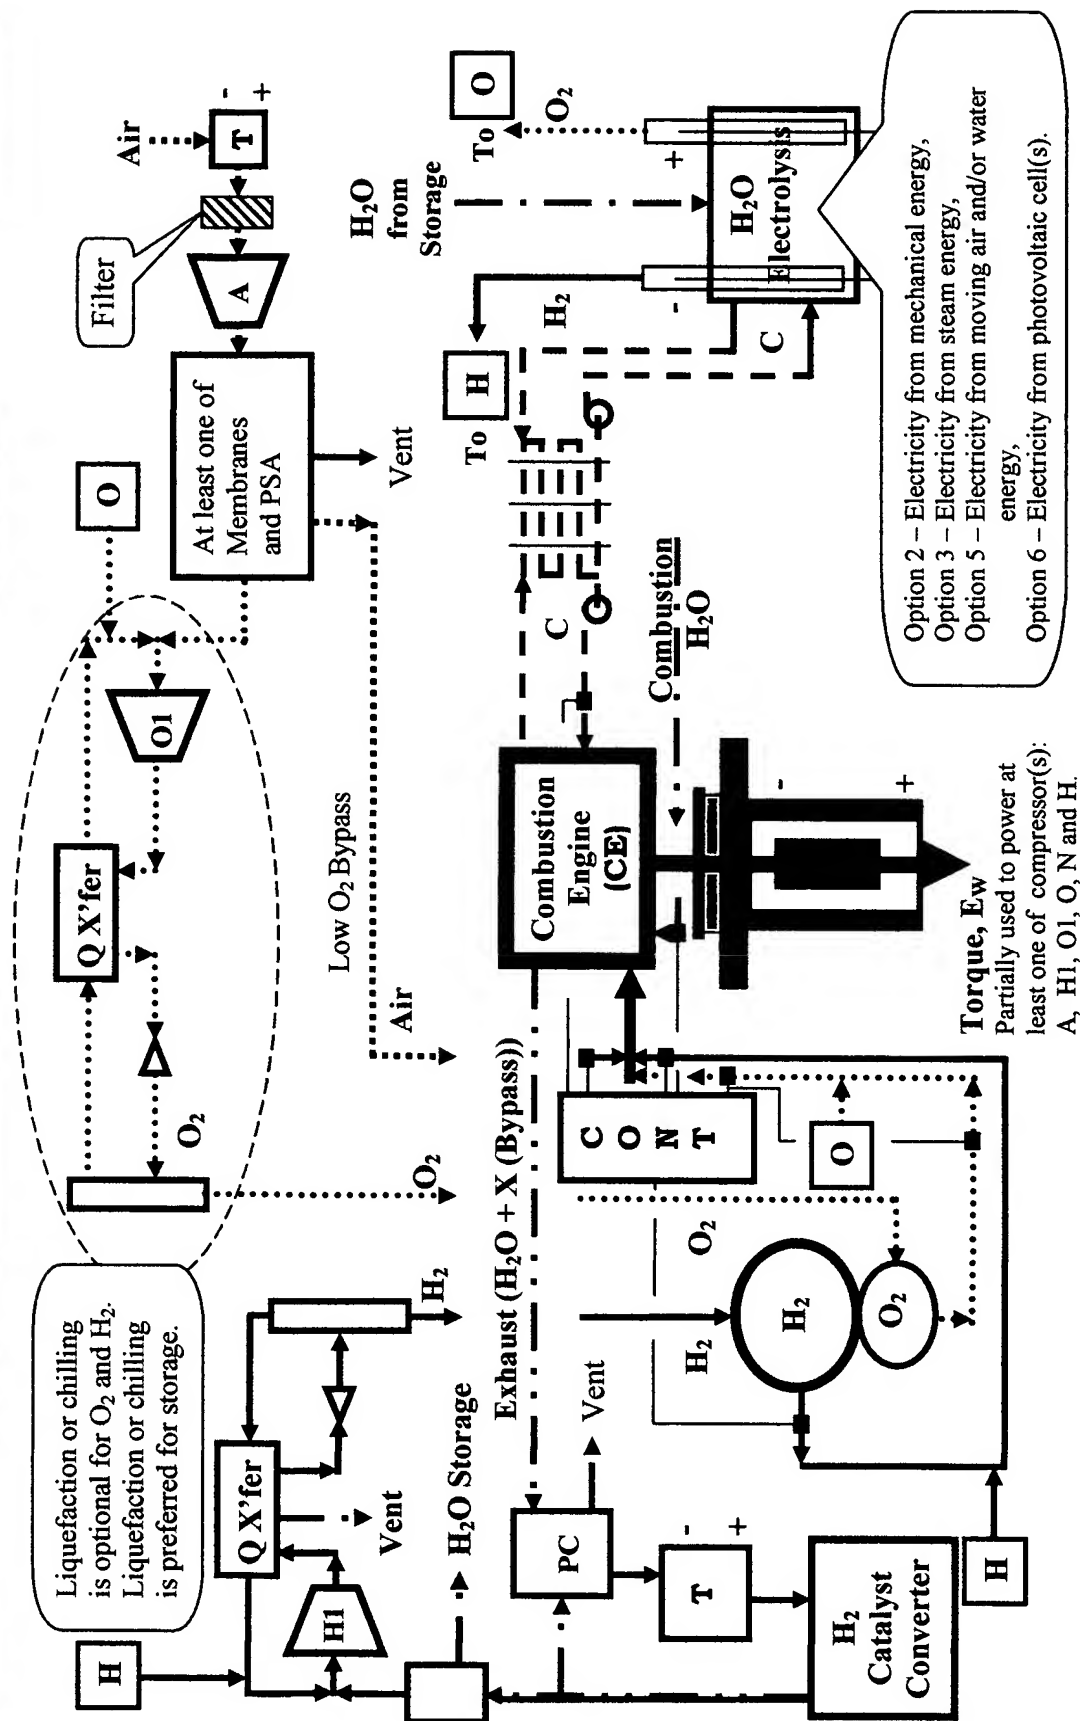 Liquefaction or chilling
is optional for O2 and H2.
Liquefaction or chilling
is preferred for storage.
H
Q X'fer
H1
Vent
H2
H2O Storage
O2
Q X'fer
O1
O2
O
At least one of
Membranes
and PSA
Vent
A
Filter
T
-
+
Air
Low O2 Bypass
Air
H2O
from
Storage
To
O
O2
To
H
H2
+
-
H2O
Electrolysis
C
C
Combustion
H2O
Combustion
Engine
(CE)
Exhaust (H2O + X (Bypass))
Vent
PC
T
-
+
H2
Catalyst
Converter
H
H2
H2
O2
O2
C
O
N
T
O
-
+
Torque, Ew
Partially used to power at
least one of compressor(s):
A, H1, O1, O, N and H.
Option 2 – Electricity from mechanical energy,
Option 3 – Electricity from steam energy,
Option 5 – Electricity from moving air and/or water
energy,
Option 6 – Electricity from photovoltaic cell(s).